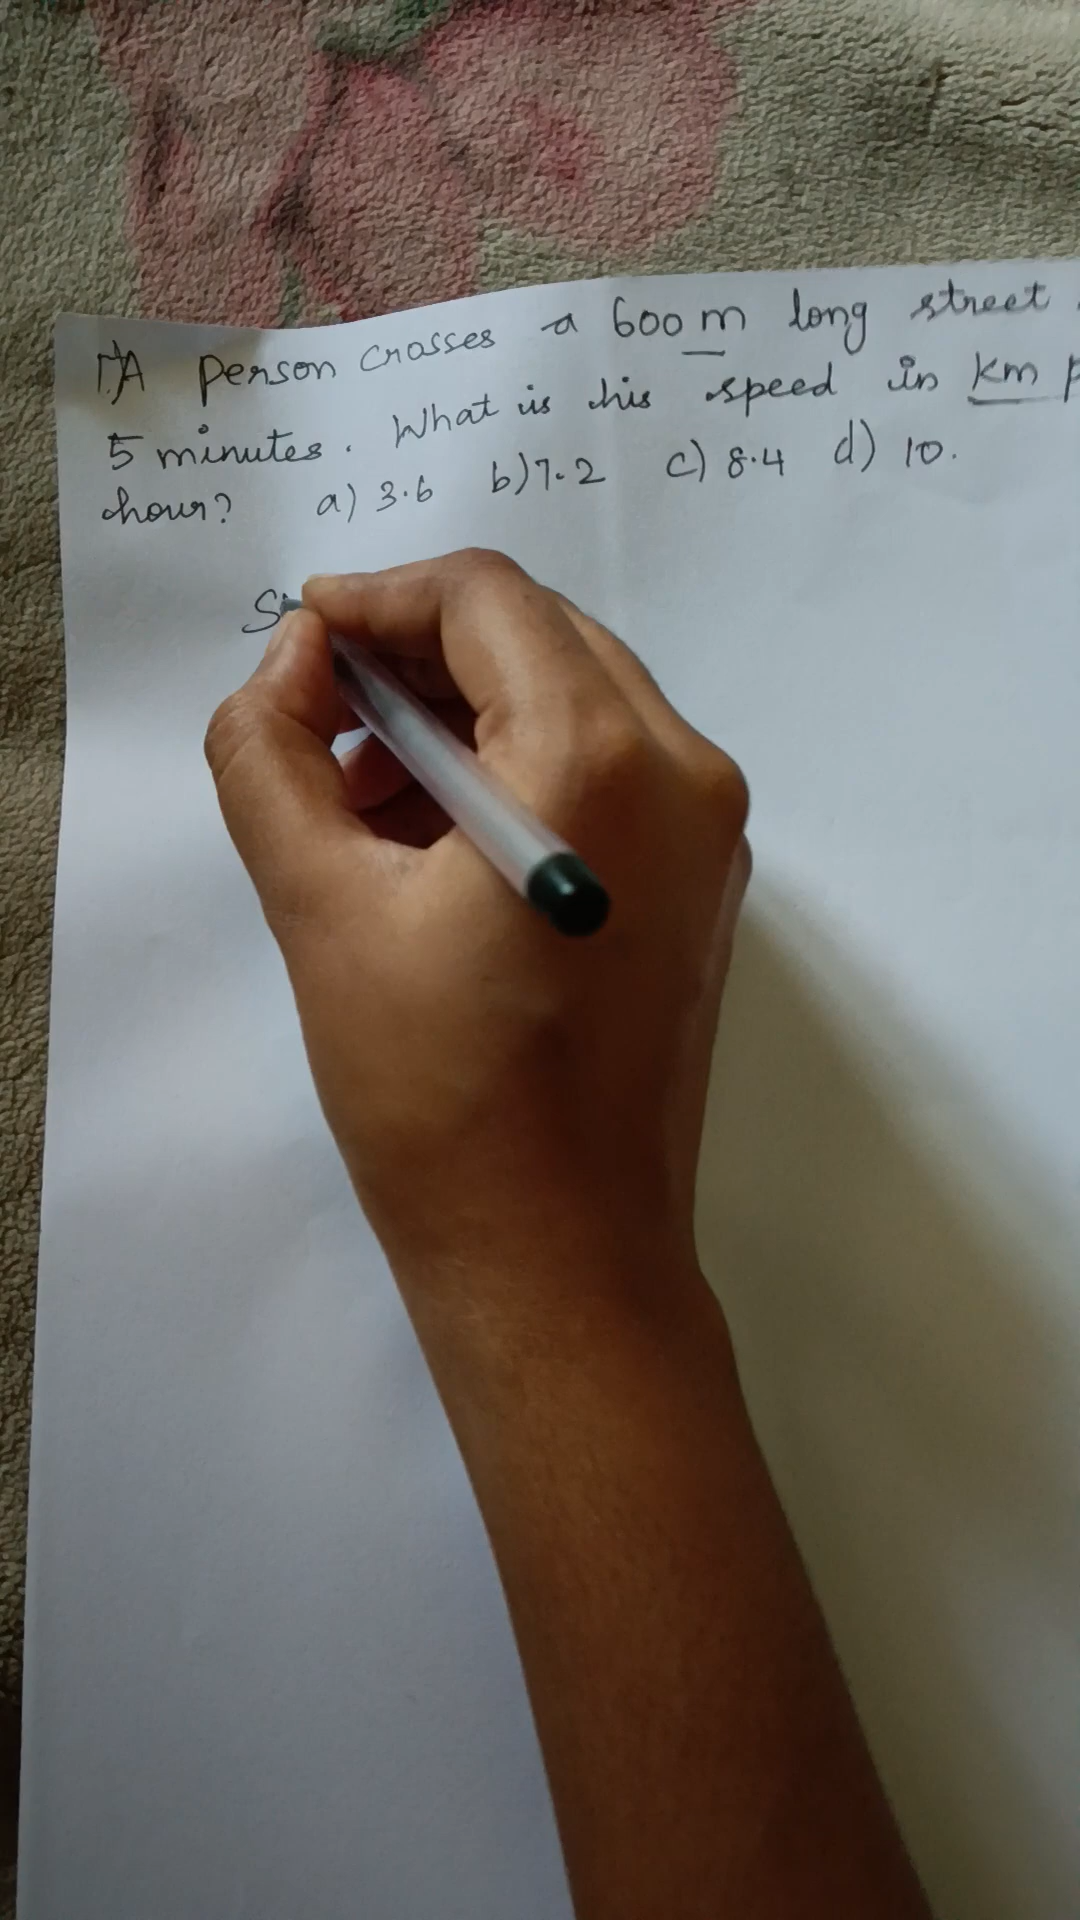 1. A person crosses a 600 m long street
5 minutes. What is his speed in km p
hour? a) 3.6 b) 7.2 c) 8.4 d) 10.
S